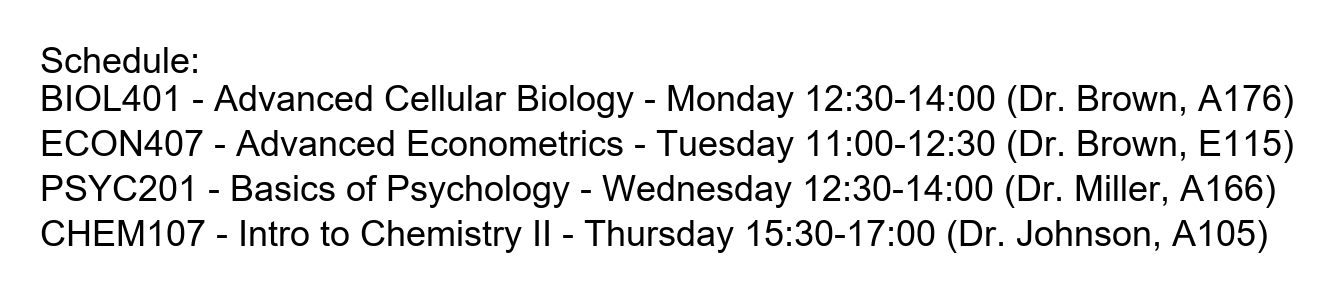 Schedule:
BIOL401 - Advanced Cellular Biology - Monday 12:30-14:00 (Dr. Brown, A176)
ECON407 - Advanced Econometrics - Tuesday 11:00-12:30 (Dr. Brown, E115)
PSYC201 - Basics of Psychology - Wednesday 12:30-14:00 (Dr. Miller, A166)
CHEM107 - Intro to Chemistry II - Thursday 15:30-17:00 (Dr. Johnson, A105)